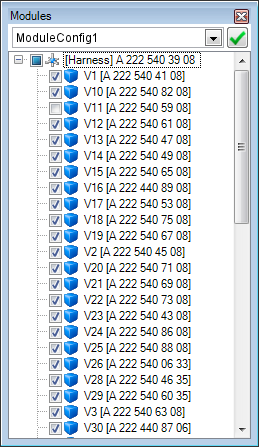 Modules
ModuleConfig1
[Harness] A 222 540 39 08
V1 [A 222 540 41 08]
V10 [A 222 540 82 08]
V11 [A 222 540 59 08]
V12 [A 222 540 61 08]
V13 [A 222 540 47 08]
V14 [A 222 540 49 08]
V15 [A 222 540 65 08]
V16 [A 222 440 89 08]
V17 [A 222 540 53 08]
V18 [A 222 540 75 08]
V19 [A 222 540 67 08]
V2 [A 222 540 45 08]
V20 [A 222 540 71 08]
V21 [A 222 540 69 08]
V22 [A 222 540 73 08]
V23 [A 222 540 43 08]
V24 [A 222 540 86 08]
V25 [A 222 540 88 08]
V26 [A 222 540 06 33]
V28 [A 222 540 46 35]
V29 [A 222 540 60 35]
V3 [A 222 540 63 08]
V30 [A 222 440 87 06]